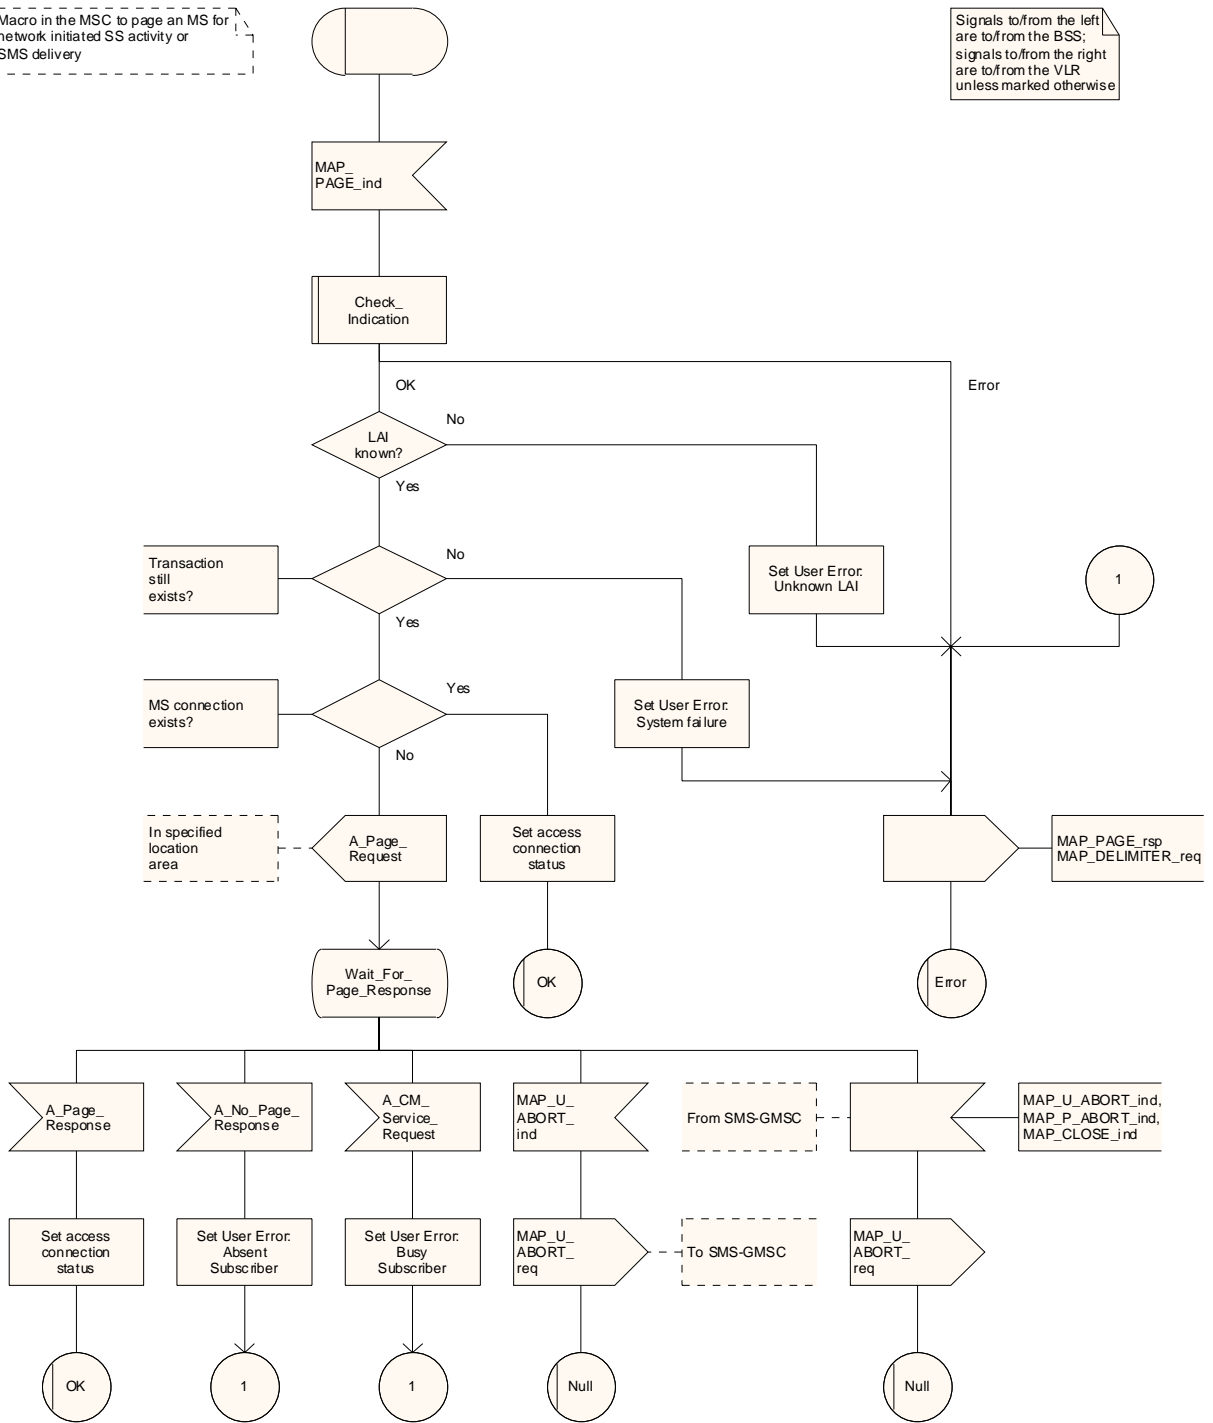 Macro in the MSC to page an MS for
network initiated SS activity or
SMS delivery
Signals to/from the left
are to/from the BSS;
signals to/from the right
are to/from the VLR
unless marked otherwise
MAP_
PAGE_ind
Check_
Indication
OK
Error
No
LAI
known?
Yes
Transaction
still
exists?
No
Set User Error:
Unknown LAI
1
Yes
MS connection
exists?
Yes
Set User Error:
System failure
No
In specified
location
area
A_Page_
Request
Set access
connection
status
MAP_PAGE_rsp
MAP_DELIMITER_req
Wait_For_
Page_Response
OK
Error
A_Page_
Response
A_No_Page_
Response
A_CM_
Service_
Request
MAP_U_
ABORT_
ind
From SMS-GMSC
MAP_U_ABORT_ind,
MAP_P_ABORT_ind,
MAP_CLOSE_ind
Set access
connection
status
Set User Error:
Absent
Subscriber
Set User Error:
Busy
Subscriber
MAP_U_
ABORT_
req
To SMS-GMSC
MAP_U_
ABORT_
req
OK
1
1
Null
Null